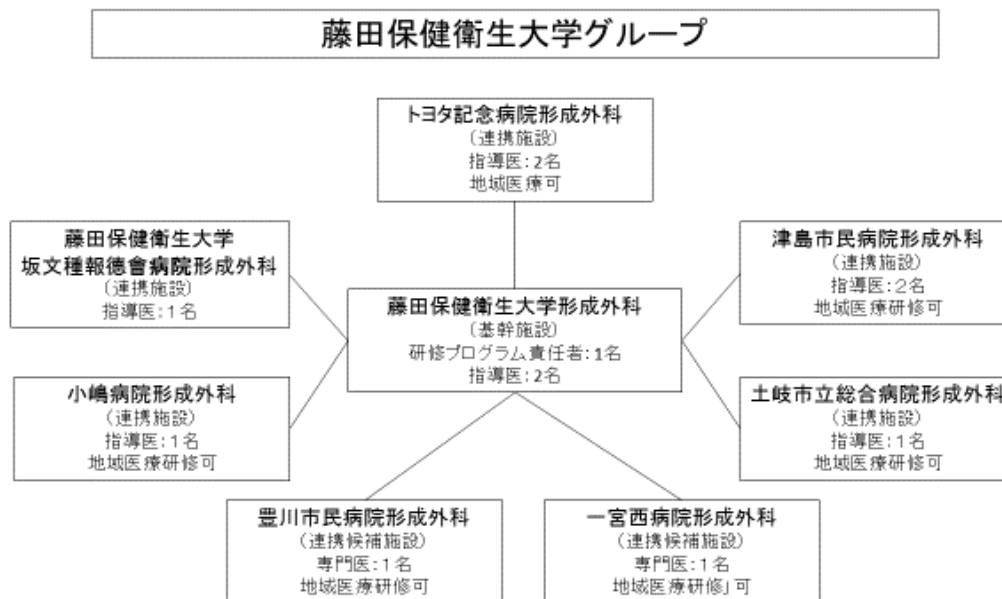 藤田保健衛生大学グループ
トヨタ記念病院形成外科
(連携施設)
指導医:2名
地域医療可
藤田保健衛生大学
坂文種報德會病院形成外科
(連携施設)
指導医:1名
津島市民病院形成外科
(連携施設)
指導医:2名
地域医療研修可
藤田保健衛生大学形成外科
(基幹施設)
研修プログラム責任者:1名
指導医:2名
小嶋病院形成外科
(連携施設)
指導医:1名
地域医療研修可
土岐市立総合病院形成外科
(連携施設)
指導医:1名
地域医療研修可
豊川市民病院形成外科
(連携候補施設)
専門医:1名
地域医療研修可
一宮西病院形成外科
(連携候補施設)
専門医:1名
地域医療研修」可